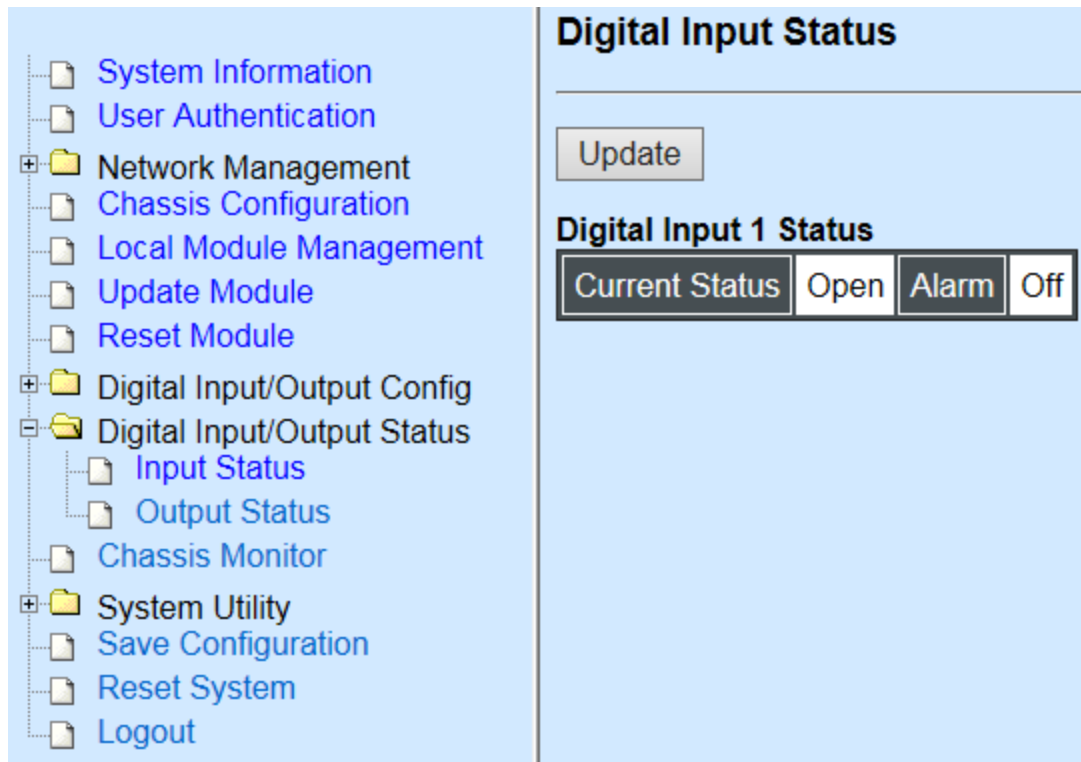 System Information
User Authentication
Network Management
Chassis Configuration
Local Module Management
Update Module
Reset Module
Digital Input/Output Config
Digital Input/Output Status
Input Status
Output Status
Chassis Monitor
System Utility
Save Configuration
Reset System
Logout
Digital Input Status
Update
Digital Input 1 Status
Current Status Open Alarm Off